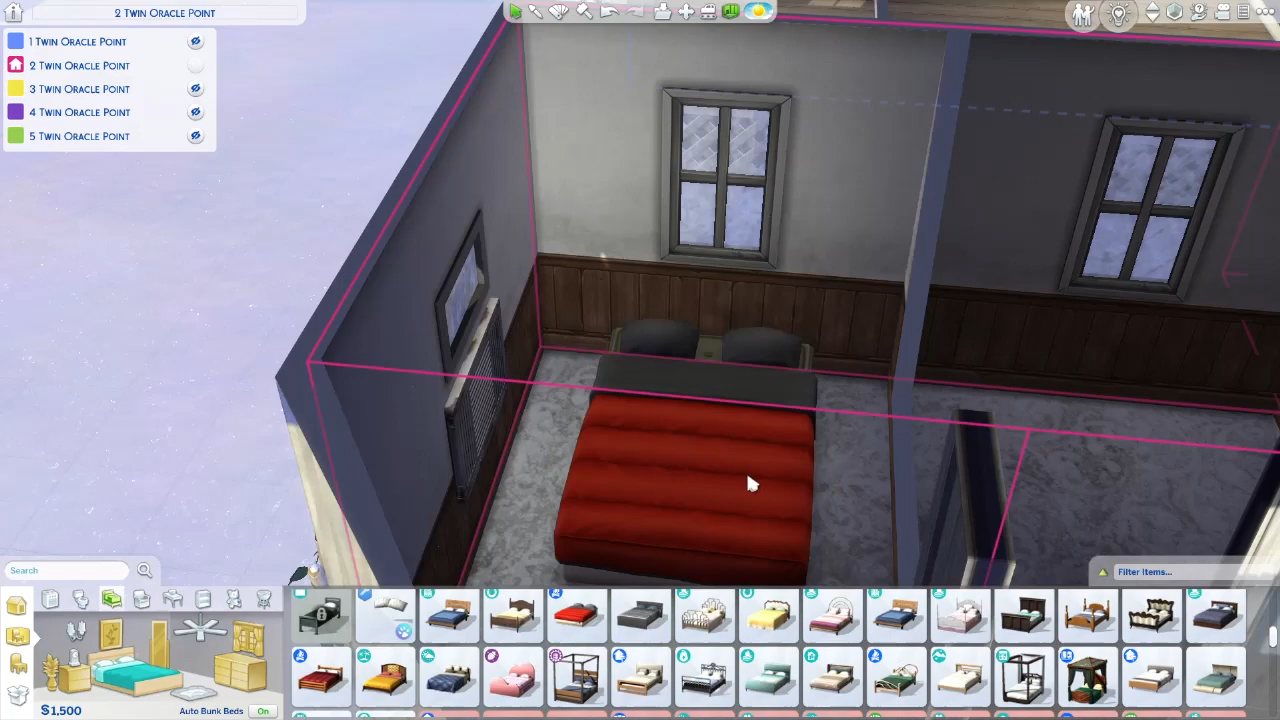 2 Twin Oracle Point
1 Twin Oracle Point
2 Twin Oracle Point
3 Twin Oracle Point
4 Twin Oracle Point
5 Twin Oracle Point
Search
Filter Items...
§1,500
Auto Bunk Beds On